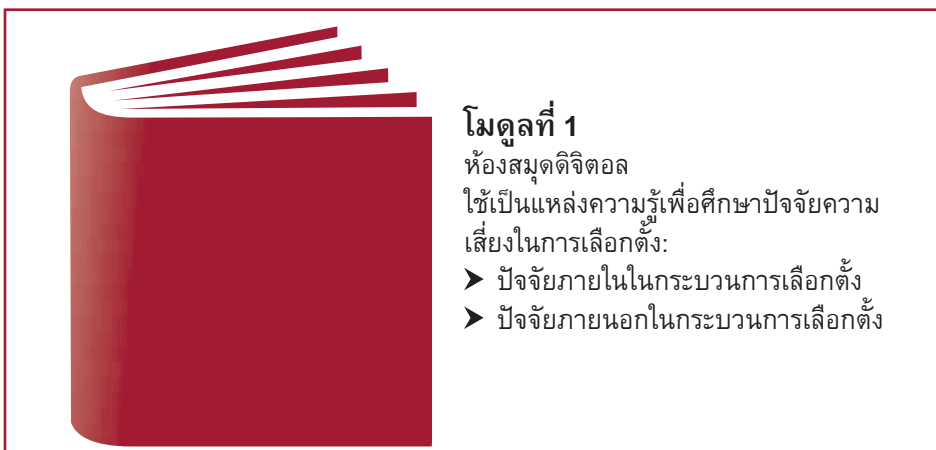 โมดูลที่ 1
ห้องสมุดดิจิตอล
ใช้เป็นแหล่งความรู้เพื่อศึกษาปัจจัยความ
เสี่ยงในการเลือกตั้ง:
➤ ปัจจัยภายในในกระบวนการเลือกตั้ง
➤ ปัจจัยภายนอกในกระบวนการเลือกตั้ง